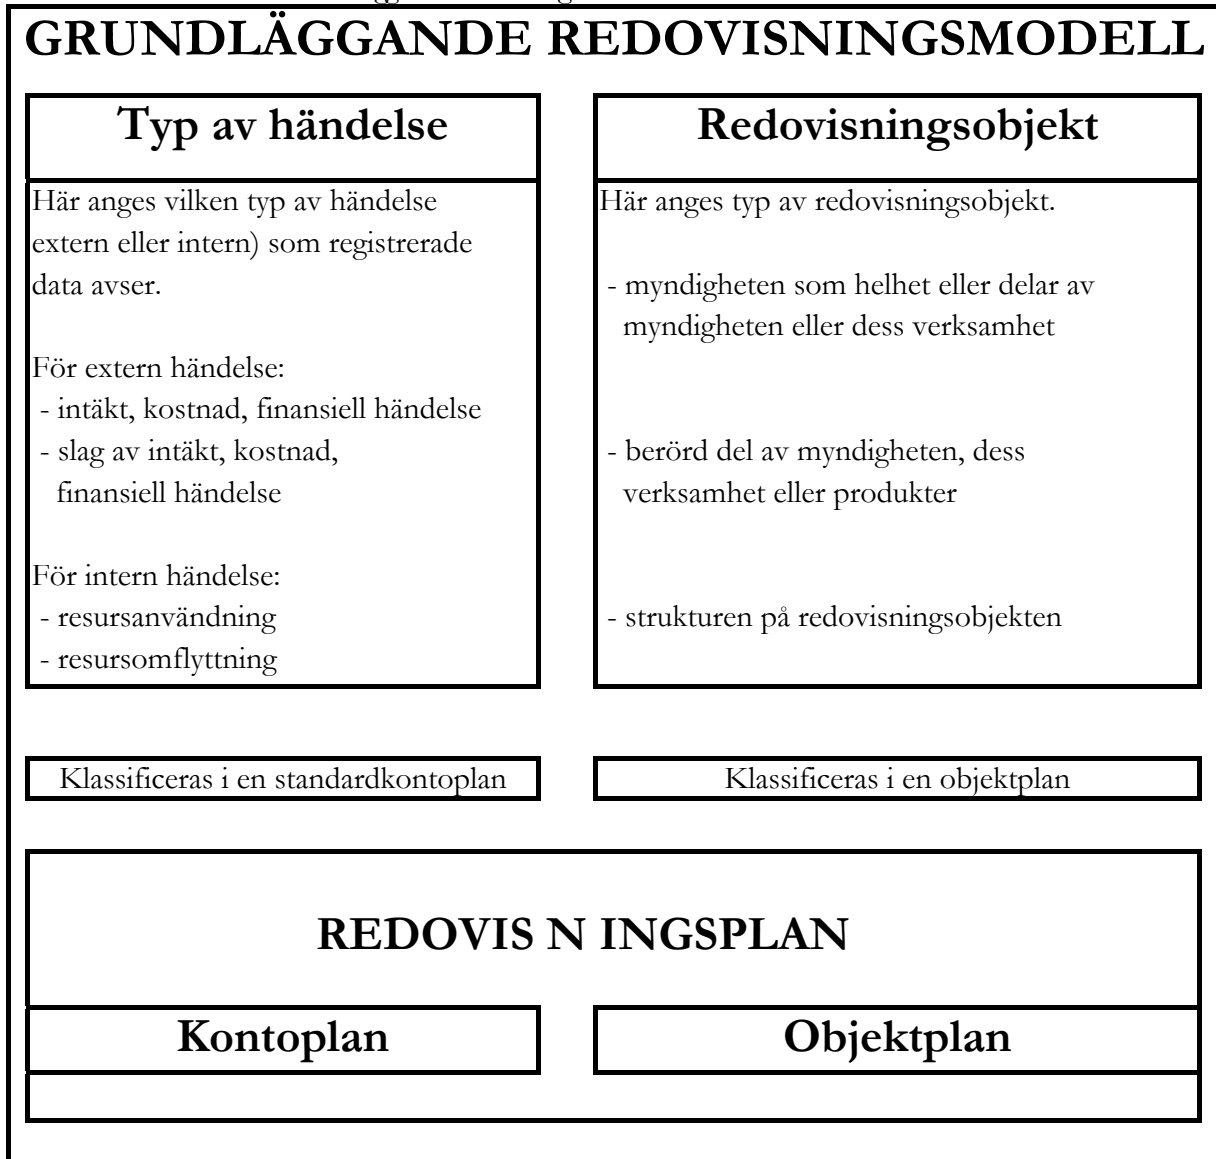 GRUNDLÄGGANDE REDOVISNINGSMODELL
Typ av händelse
Här anges vilken typ av händelse
extern eller intern) som registrerade
data avser.
För extern händelse:
- intäkt, kostnad, finansiell händelse
- slag av intäkt, kostnad,
finansiell händelse
För intern händelse:
- resursanvändning
- resursomflyttning
Redovisningsobjekt
Här anges typ av redovisningsobjekt.
- myndigheten som helhet eller delar av
myndigheten eller dess verksamhet
- berörd del av myndigheten, dess
verksamhet eller produkter
- strukturen på redovisningsobjekten
Klassificeras i en standardkontoplan
Klassificeras i en objektplan
REDOVIS N INGSPLAN
Kontoplan
Objektplan